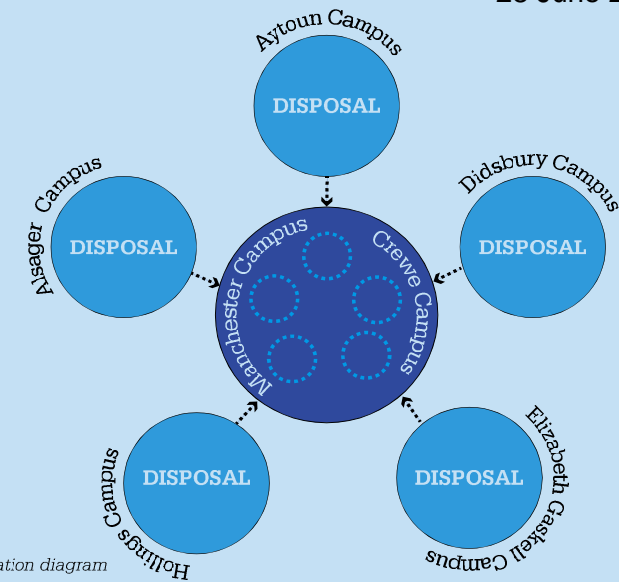 Aytoun Campus
DISPOSAL
Alsager Campus
DISPOSAL
Didsbury Campus
DISPOSAL
Manchester Campus
Crewe Campus
Hollings Campus
DISPOSAL
Elizabeth Gaskell Campus
DISPOSAL
diagram